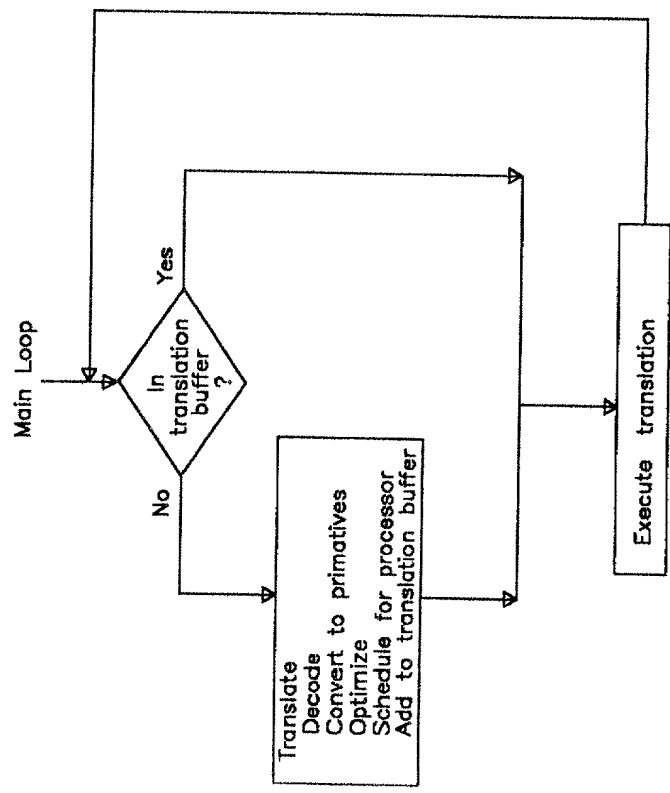 Main Loop
In
translation
buffer
?
Yes
No
Translate
Decode
Convert to primatives
Optimize
Schedule for processor
Add to translation buffer
Execute translation